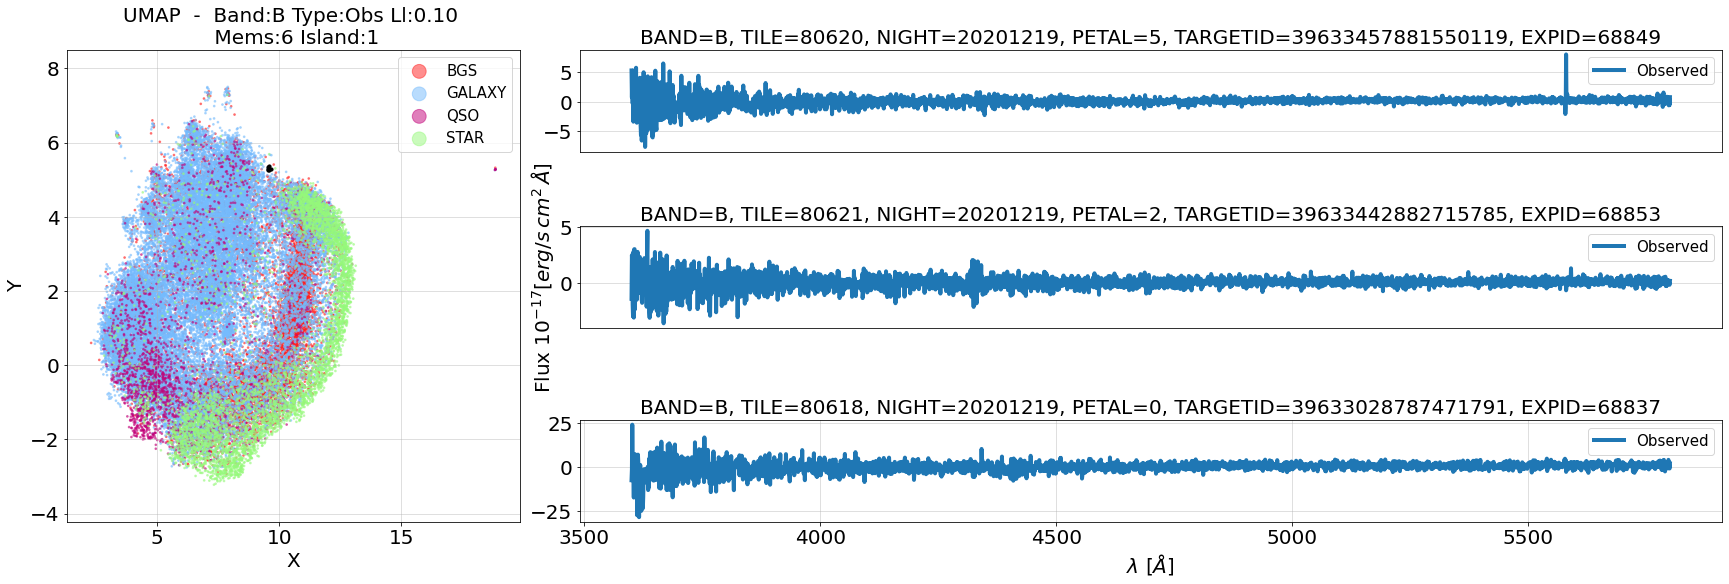 UMAP - Band:B Type:Obs Ll:0.10
Mems:6 Island:1
8
6
4
2
0
−2
−4
Y
5
10
15
X
BGS
GALAXY
QSO
STAR
Flux 10⁻¹⁷[erg/s cm² Å]
BAND=B, TILE=80620, NIGHT=20201219, PETAL=5, TARGETID=39633457881550119, EXPID=68849
5
0
−5
Observed
BAND=B, TILE=80621, NIGHT=20201219, PETAL=2, TARGETID=39633442882715785, EXPID=68853
5
0
Observed
BAND=B, TILE=80618, NIGHT=20201219, PETAL=0, TARGETID=39633028787471791, EXPID=68837
25
0
−25
Observed
3500
4000
4500
5000
5500
λ [Å]